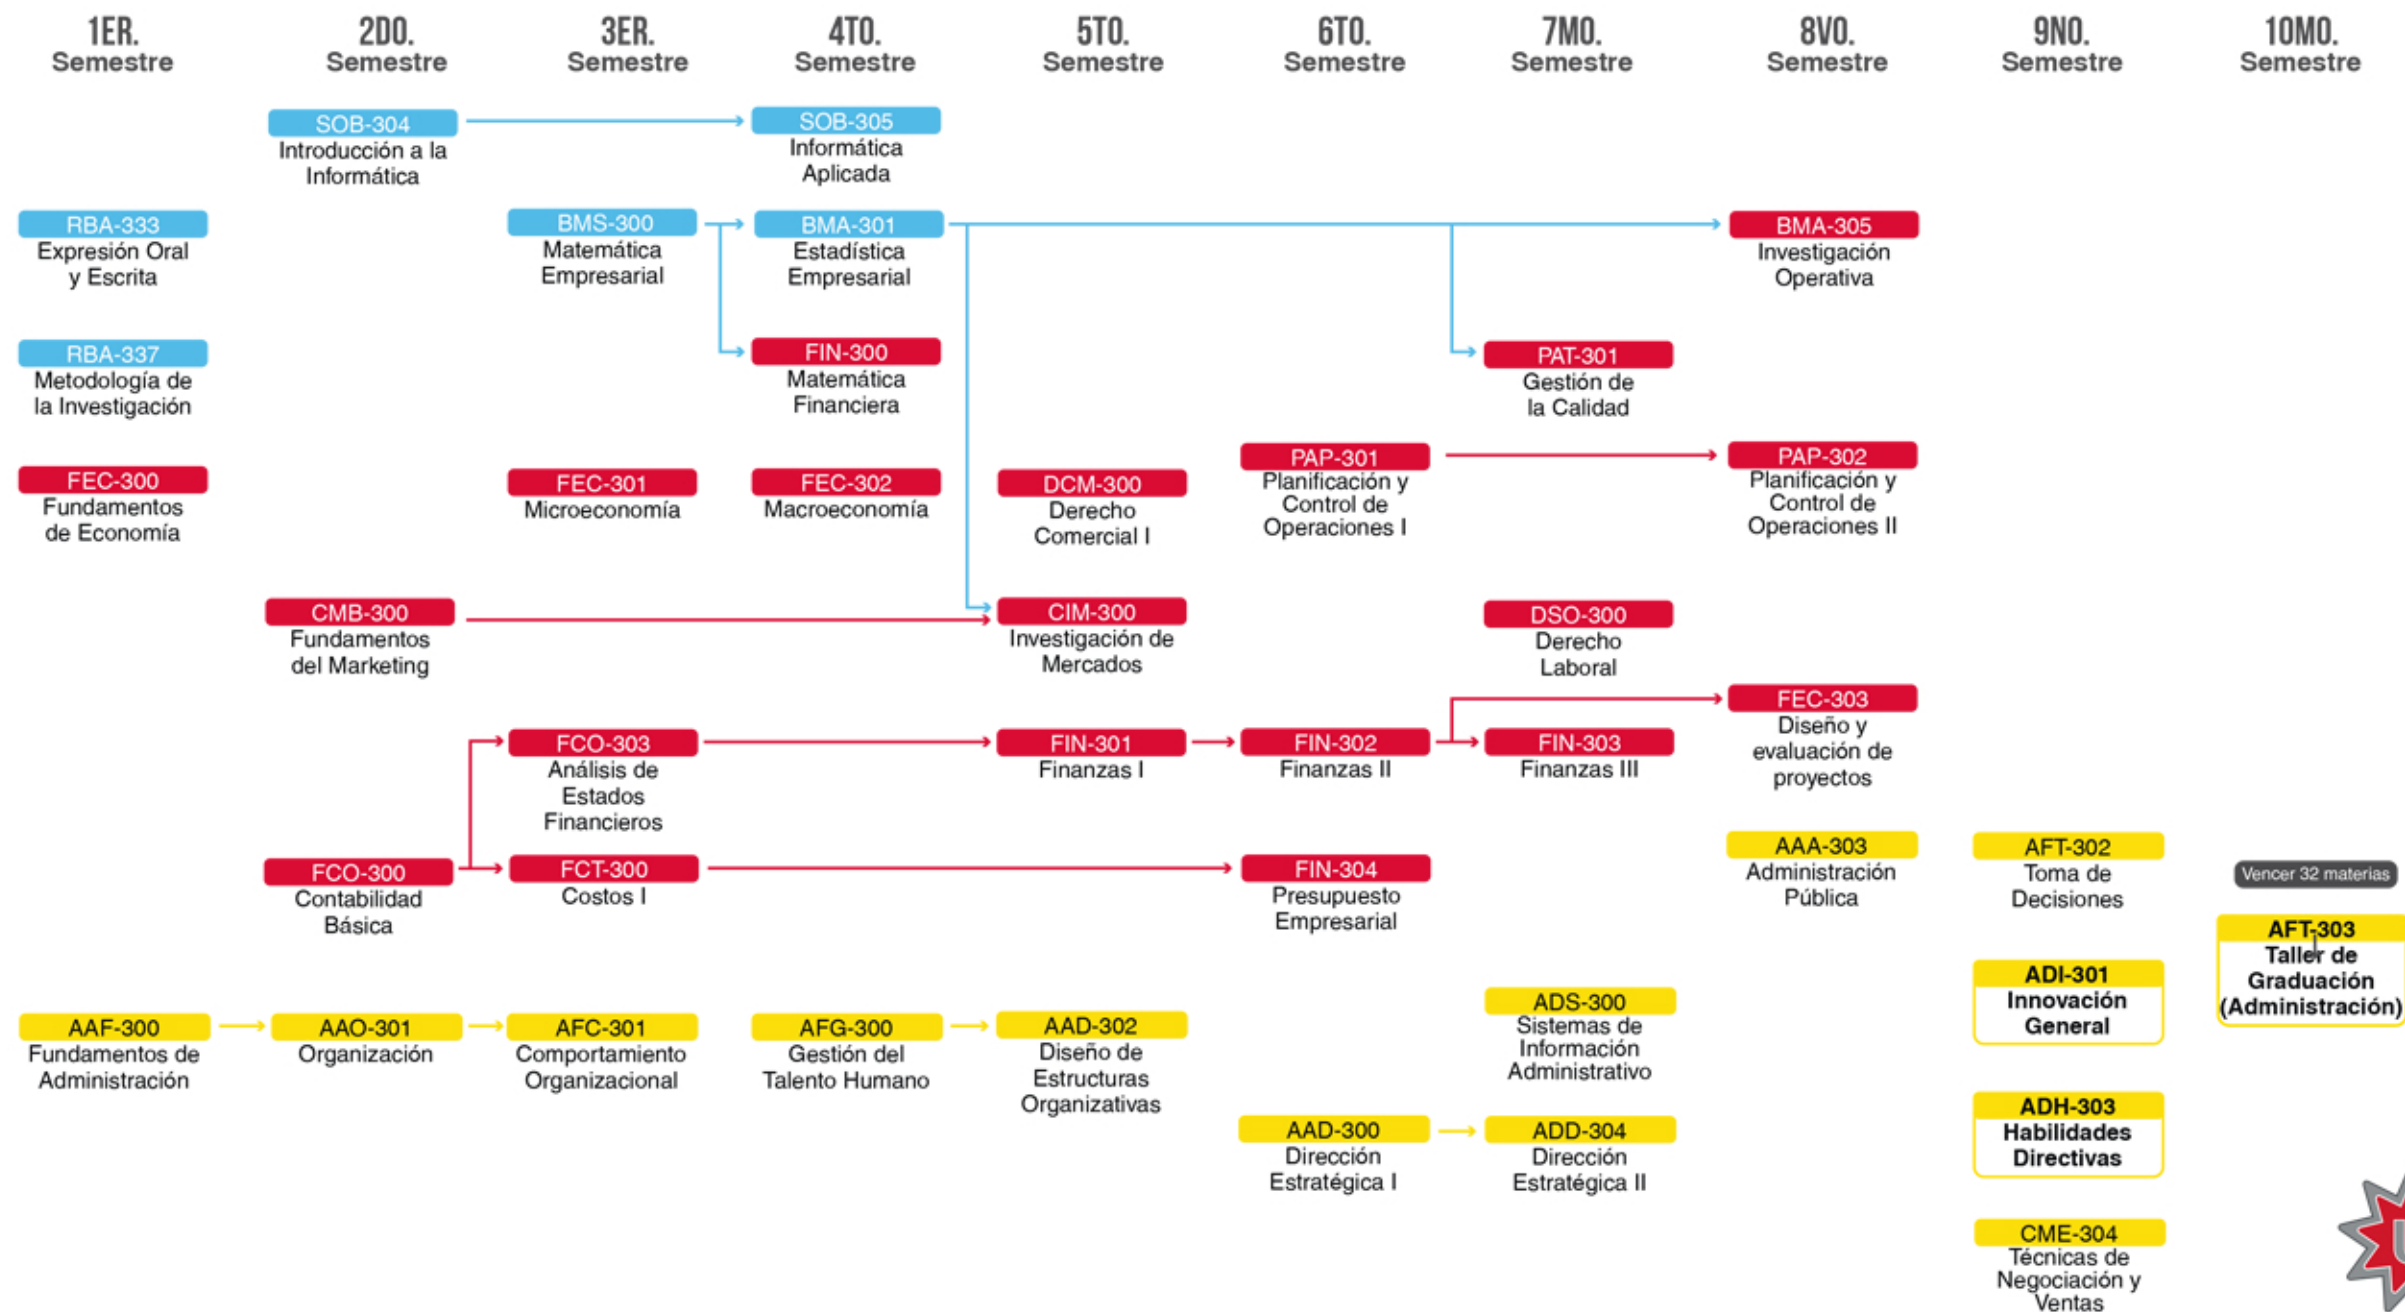 1ER.
Semestre
2DO.
Semestre
3ER.
Semestre
4TO.
Semestre
5TO.
Semestre
6TO.
Semestre
7MO.
Semestre
8VO.
Semestre
9NO.
Semestre
10MO.
Semestre
RBA-333
Expresión Oral
y Escrita
RBA-337
Metodología de
la Investigación
FEC-300
Fundamentos
de Economía
AAF-300
Fundamentos de
Administración
SOB-304
Introducción a la
Informática
CMB-300
Fundamentos
del Marketing
FCO-300
Contabilidad
Básica
AAO-301
Organización
BMS-300
Matemática
Empresarial
FEC-301
Microeconomía
FCO-303
Análisis de
Estados
Financieros
FCT-300
Costos I
AFC-301
Comportamiento
Organizacional
SOB-305
Informática
Aplicada
BMA-301
Estadística
Empresarial
FIN-300
Matemática
Financiera
FEC-302
Macroeconomía
AFG-300
Gestión del
Talento Humano
DCM-300
Derecho
Comercial I
CIM-300
Investigación de
Mercados
FIN-301
Finanzas I
AAD-302
Diseño de
Estructuras
Organizativas
PAP-301
Planificación y
Control de
Operaciones I
FIN-302
Finanzas II
FIN-304
Presupuesto
Empresarial
AAD-300
Dirección
Estratégica I
PAT-301
Gestión de
la Calidad
DSO-300
Derecho
Laboral
FIN-303
Finanzas III
ADS-300
Sistemas de
Información
Administrativo
ADD-304
Dirección
Estratégica II
BMA-305
Investigación
Operativa
PAP-302
Planificación y
Control de
Operaciones II
FEC-303
Diseño y
evaluación de
proyectos
AAA-303
Administración
Pública
AFT-302
Toma de
Decisiones
ADI-301
Innovación
General
ADH-303
Habilidades
Directivas
CME-304
Técnicas de
Negociación y
Ventas
Vencer 32 materias
AFT-303
Taller de
Graduación
(Administración)